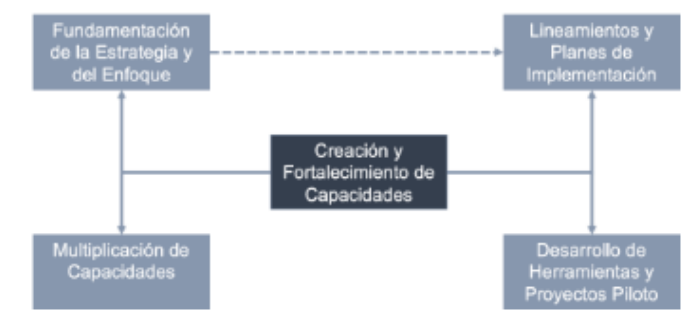 Fundamentación
de la Estrategia y
del Enfoque
Lineamientos y
Planes de
Implementación
Creación y
Fortalecimiento de
Capacidades
Multiplicación de
Capacidades
Desarrollo de
Herramientas y
Proyectos Piloto